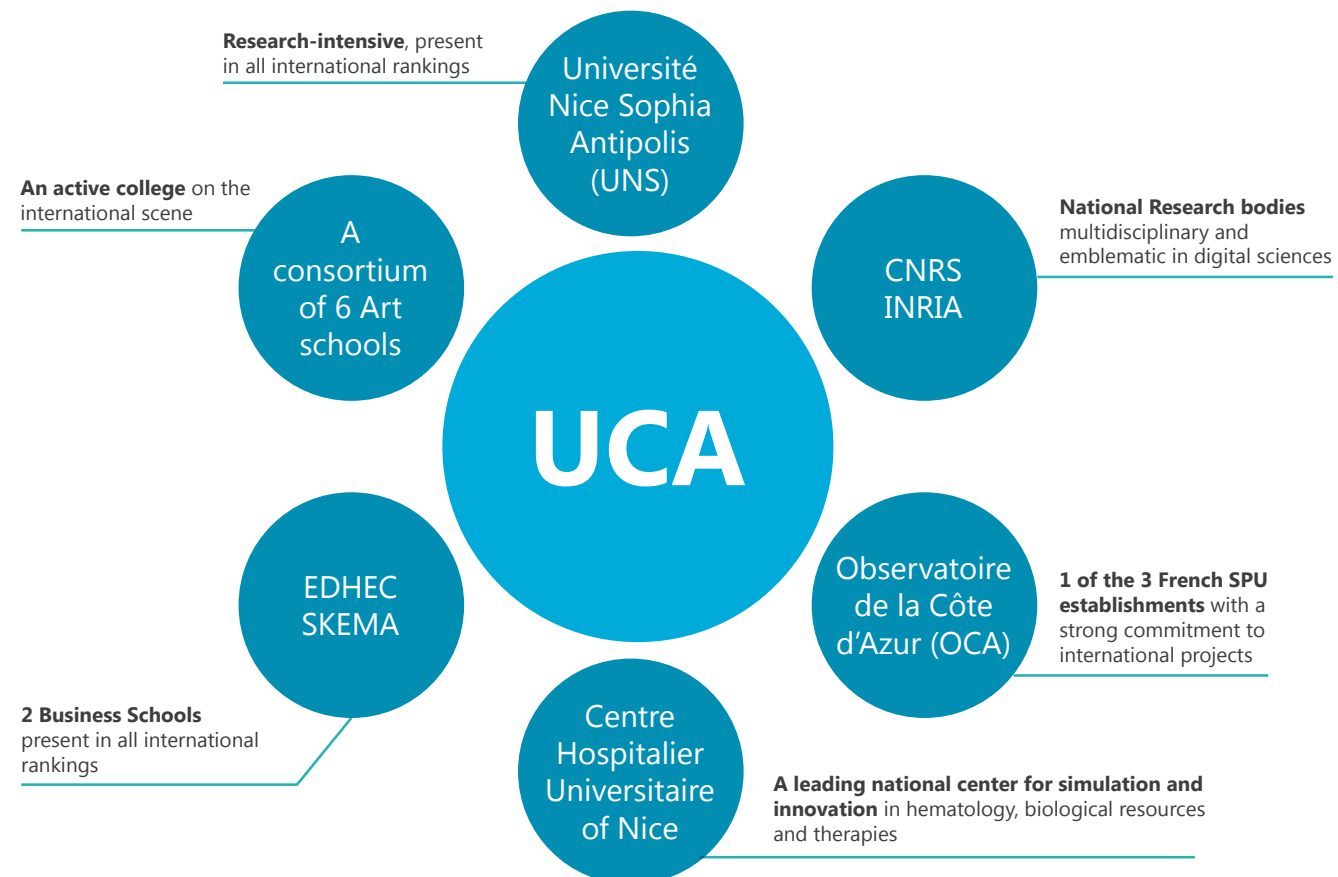 Research-intensive, present
in all international rankings
Université
Nice Sophia
Antipolis
(UNS)
An active college on the
international scene
A
consortium
of 6 Art
schools
National Research bodies
multidisciplinary and
emblematic in digital sciences
CNRS
INRIA
UCA
EDHEC
SKEMA
2 Business Schools
present in all international
rankings
Observatoire
de la Côte
d'Azur (OCA)
1 of the 3 French SPU
establishments with a
strong commitment to
international projects
Centre
Hospitalier
Universitaire
of Nice
A leading national center for simulation and
innovation in hematology, biological resources
and therapies